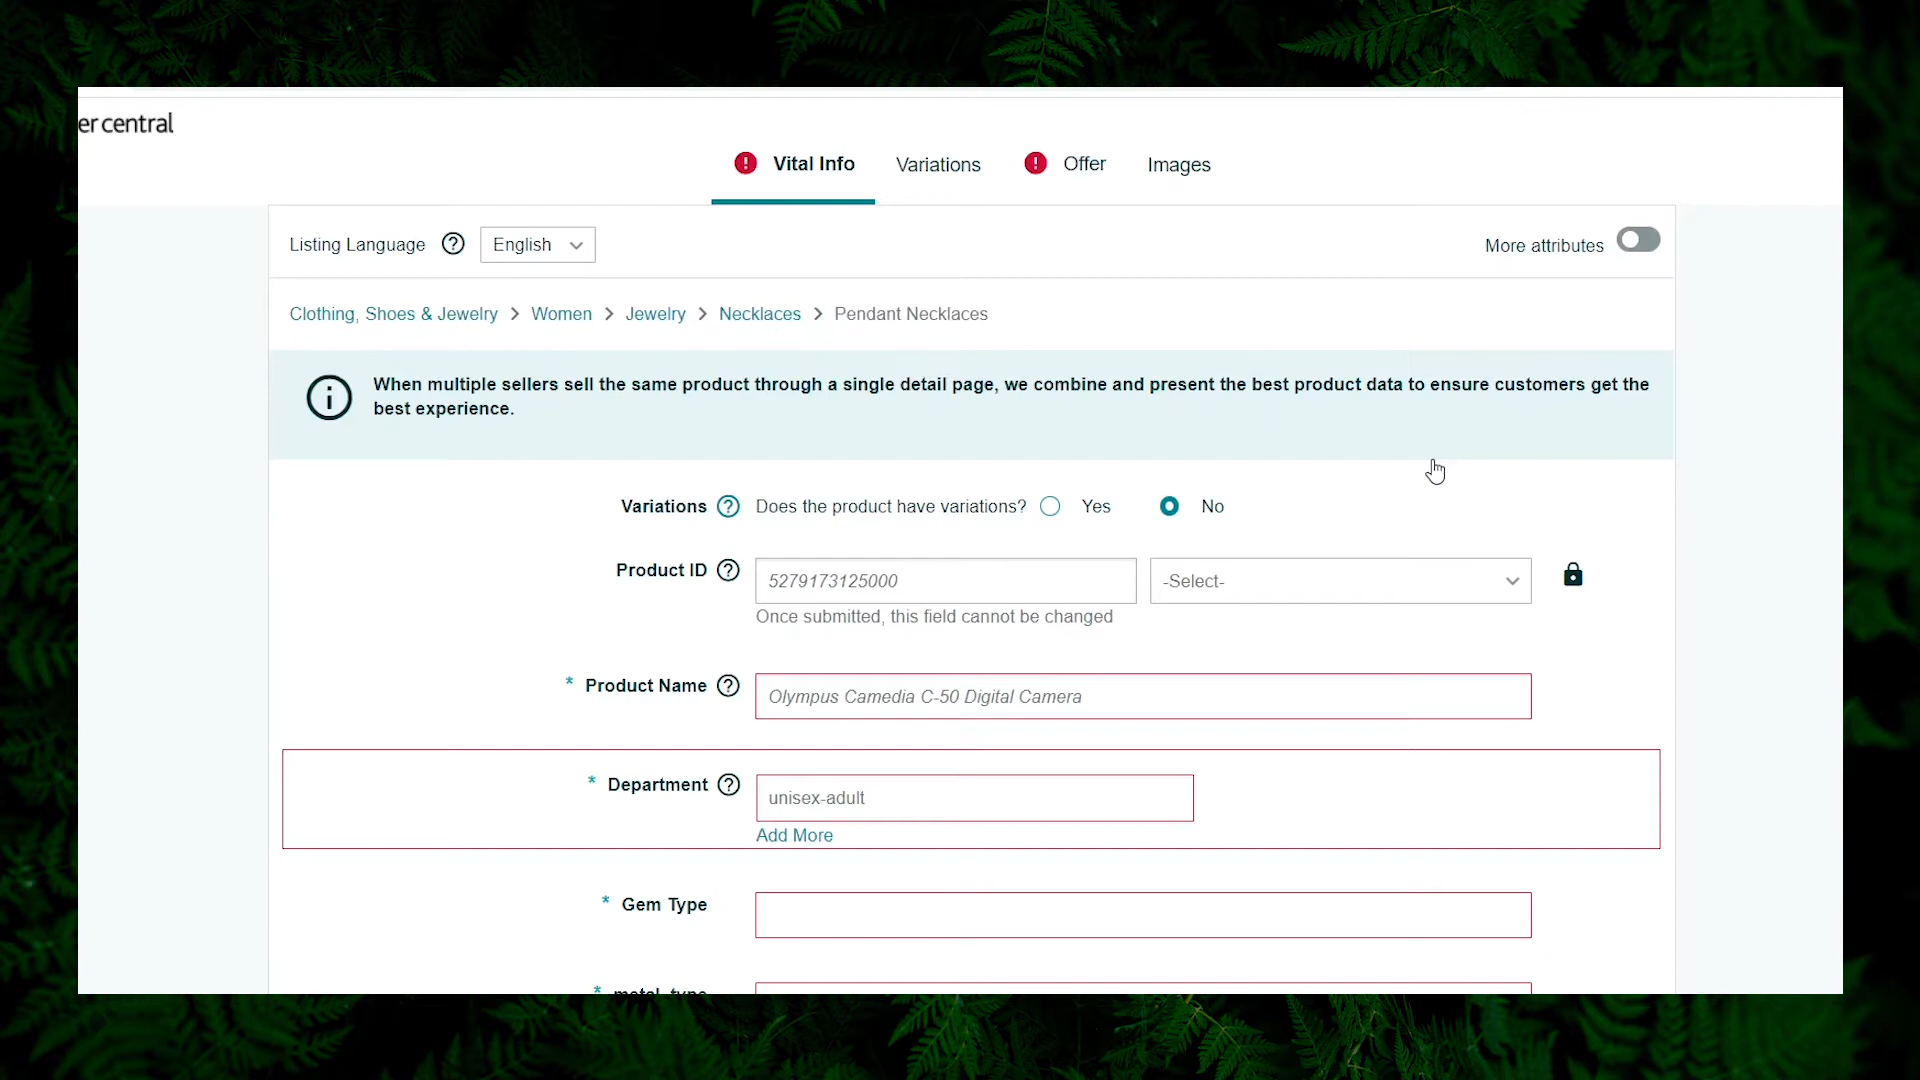 er central
Vital Info Variations Offer Images
Listing Language English More attributes
Clothing, Shoes & Jewelry > Women > Jewelry > Necklaces > Pendant Necklaces
When multiple sellers sell the same product through a single detail page, we combine and present the best product data to ensure customers get the
best experience.
Variations Does the product have variations? Yes No
Product ID 5279173125000 -Select-
Once submitted, this field cannot be changed
* Product Name Olympus Camedia C-50 Digital Camera
* Department unisex-adult
Add More
* Gem Type
* metal_type